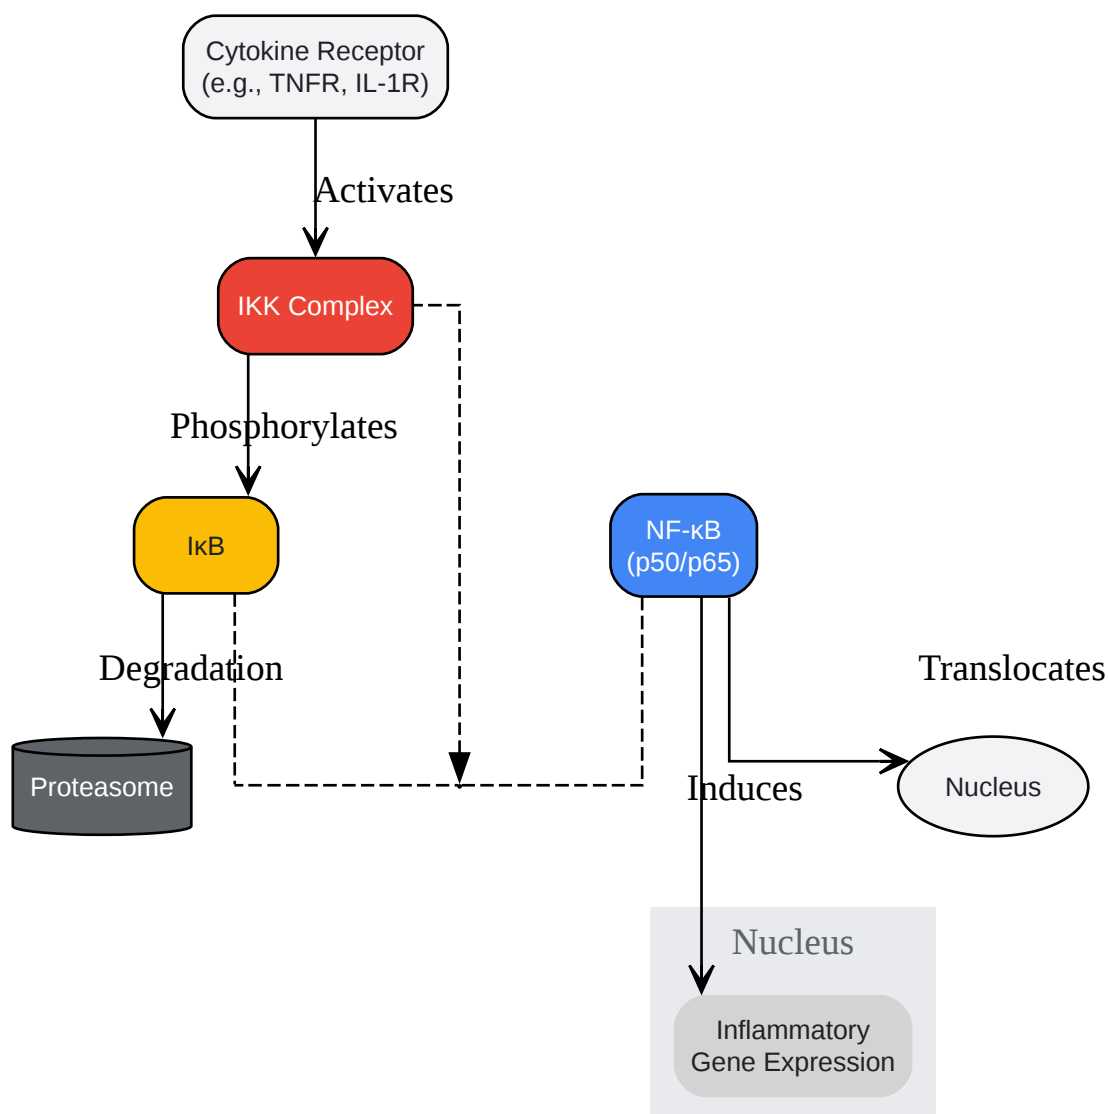 Cytokine Receptor
(e.g., TNFR, IL-1R)
Activates
IKK Complex
Phosphorylates
IκB
NF-κB
(p50/p65)
Degradation
Translocates
Proteasome
Induces
Nucleus
Nucleus
Inflammatory
Gene Expression